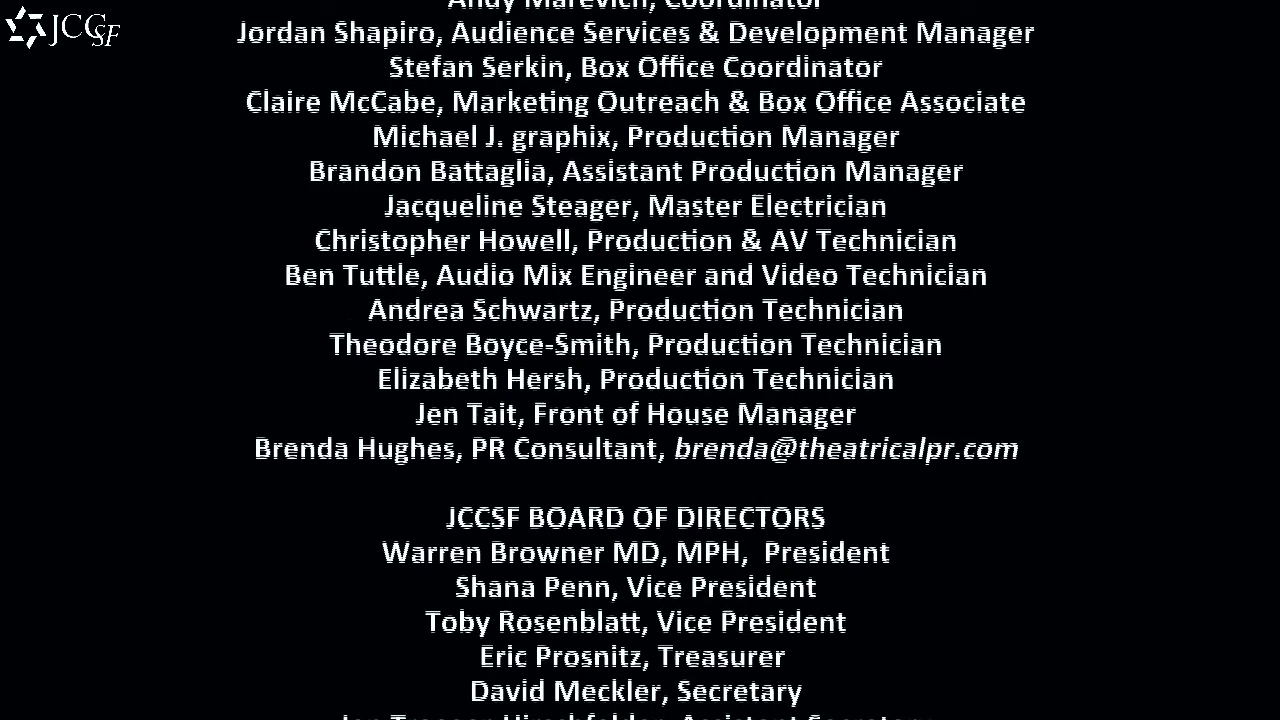 JCCSF
Andy Marevich, Coordinator
Jordan Shapiro, Audience Services & Development Manager
Stefan Serkin, Box Office Coordinator
Claire McCabe, Marketing Outreach & Box Office Associate
Michael J. graphix, Production Manager
Brandon Battaglia, Assistant Production Manager
Jacqueline Steager, Master Electrician
Christopher Howell, Production & AV Technician
Ben Tuttle, Audio Mix Engineer and Video Technician
Andrea Schwartz, Production Technician
Theodore Boyce-Smith, Production Technician
Elizabeth Hersh, Production Technician
Jen Tait, Front of House Manager
Brenda Hughes, PR Consultant, brenda@theatricalpr.com
JCCSF BOARD OF DIRECTORS
Warren Browner MD, MPH,  President
Shana Penn, Vice President
Toby Rosenblatt, Vice President
Eric Prosnitz, Treasurer
David Meckler, Secretary